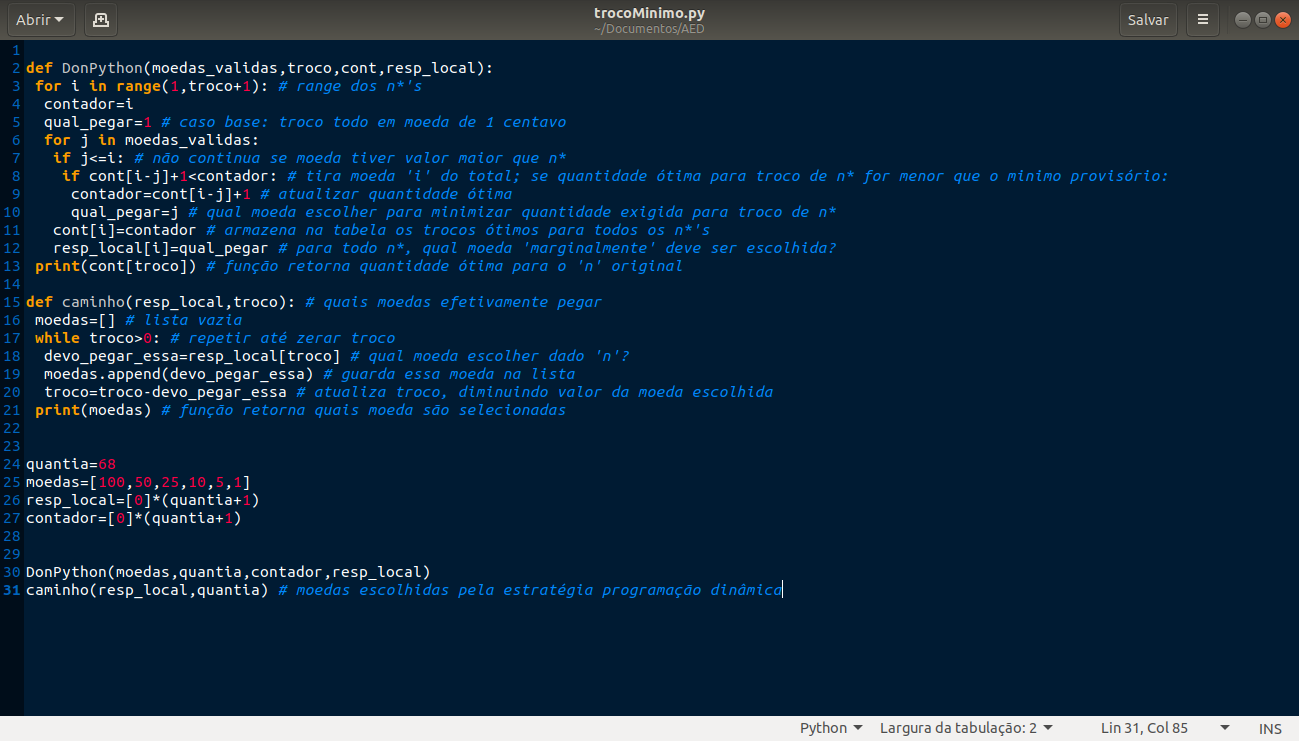 Abrir
trocoMinimo.py
~/Documentos/AED
Salvar
1
2 def DonPython(moedas_validas,troco,cont,resp_local):
3  for i in range(1,troco+1): # range dos n*'s
4   contador=i
5   qual_pegar=1 # caso base: troco todo em moeda de 1 centavo
6   for j in moedas_validas:
7    if j<=i: # não continua se moeda tiver valor maior que n*
8     if cont[i-j]+1<contador: # tira moeda 'i' do total; se quantidade ótima para troco de n* for menor que o minimo provisório:
9      contador=cont[i-j]+1 # atualizar quantidade ótima
10      qual_pegar=j # qual moeda escolher para minimizar quantidade exigida para troco de n*
11    cont[i]=contador # armazena na tabela os trocos ótimos para todos os n*'s
12    resp_local[i]=qual_pegar # para todo n*, qual moeda 'marginalmente' deve ser escolhida?
13  print(cont[troco]) # função retorna quantidade ótima para o 'n' original
14
15 def caminho(resp_local,troco): # quais moedas efetivamente pegar
16  moedas=[] # lista vazia
17  while troco>0: # repetir até zerar troco
18   devo_pegar_essa=resp_local[troco] # qual moeda escolher dado 'n'?
19   moedas.append(devo_pegar_essa) # guarda essa moeda na lista
20   troco=troco-devo_pegar_essa # atualiza troco, diminuindo valor da moeda escolhida
21  print(moedas) # função retorna quais moeda são selecionadas
22
23
24 quantia=68
25 moedas=[100,50,25,10,5,1]
26 resp_local=[0]*(quantia+1)
27 contador=[0]*(quantia+1)
28
29
30 DonPython(moedas,quantia,contador,resp_local)
31 caminho(resp_local,quantia) # moedas escolhidas pela estratégia programação dinâmica
Python Largura da tabulação: 2 Lin 31, Col 85 INS